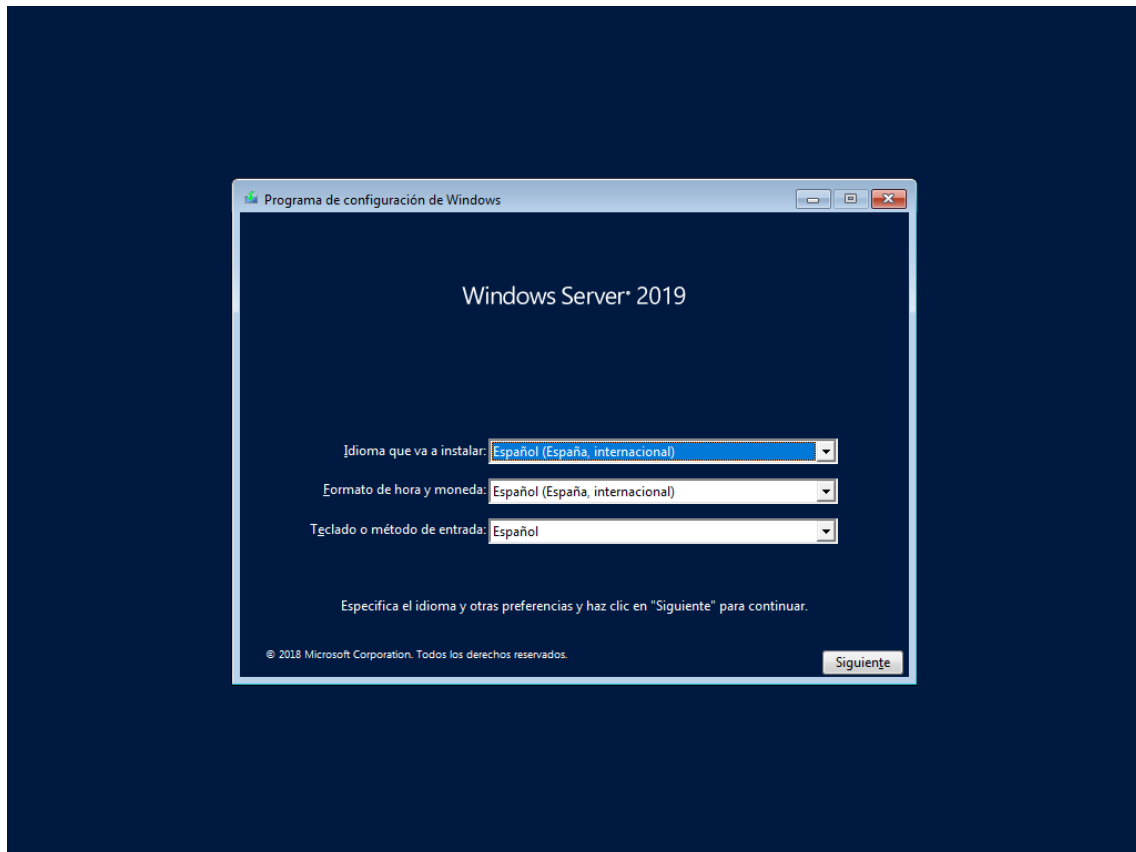 Programa de configuración de Windows
Windows Server® 2019
Idioma que va a instalar: Español (España, internacional)
Formato de hora y moneda: Español (España, internacional)
Teclado o método de entrada: Español
Especifica el idioma y otras preferencias y haz clic en "Siguiente" para continuar.
© 2018 Microsoft Corporation. Todos los derechos reservados.
Siguiente